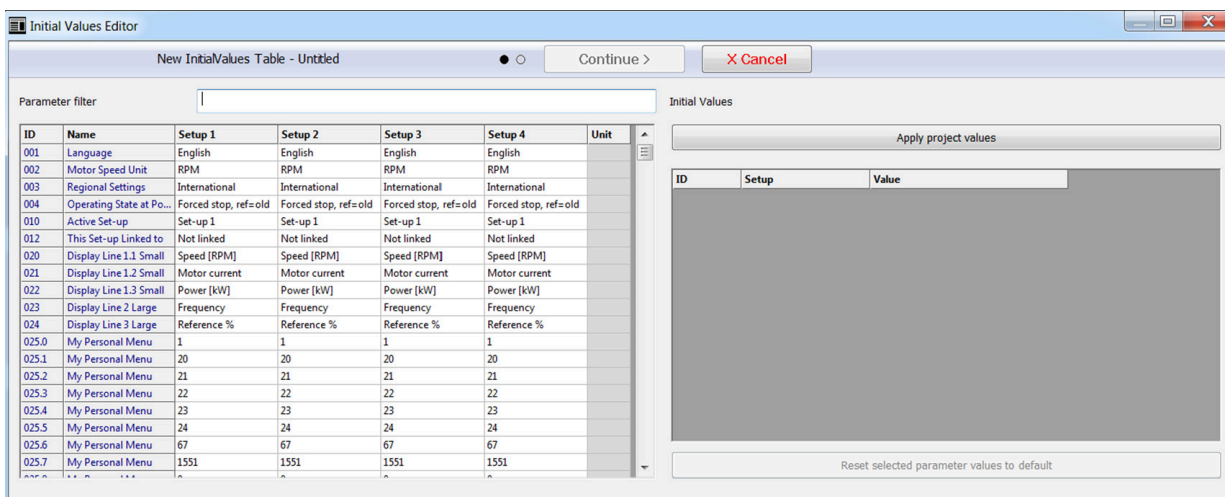 Initial Values Editor
New InitialValues Table - Untitled
Continue >
X Cancel
Parameter filter
Initial Values
ID Name Setup 1 Setup 2 Setup 3 Setup 4 Unit
Apply project values
001 Language English English English English
002 Motor Speed Unit RPM RPM RPM RPM
ID Setup Value
003 Regional Settings International International International International
004 Operating State at Po... Forced stop, ref=old Forced stop, ref=old Forced stop, ref=old Forced stop, ref=old
010 Active Set-up Set-up 1 Set-up 1 Set-up 1 Set-up 1
012 This Set-up Linked to Not linked Not linked Not linked Not linked
020 Display Line 1.1 Small Speed [RPM] Speed [RPM] Speed [RPM] Speed [RPM]
021 Display Line 1.2 Small Motor current Motor current Motor current Motor current
022 Display Line 1.3 Small Power [kW] Power [kW] Power [kW] Power [kW]
023 Display Line 2 Large Frequency Frequency Frequency Frequency
024 Display Line 3 Large Reference % Reference % Reference % Reference %
025.0 My Personal Menu 1 1 1 1
025.1 My Personal Menu 20 20 20 20
025.2 My Personal Menu 21 21 21 21
025.3 My Personal Menu 22 22 22 22
025.4 My Personal Menu 23 23 23 23
025.5 My Personal Menu 24 24 24 24
025.6 My Personal Menu 67 67 67 67
025.7 My Personal Menu 1551 1551 1551 1551
Reset selected parameter values to default